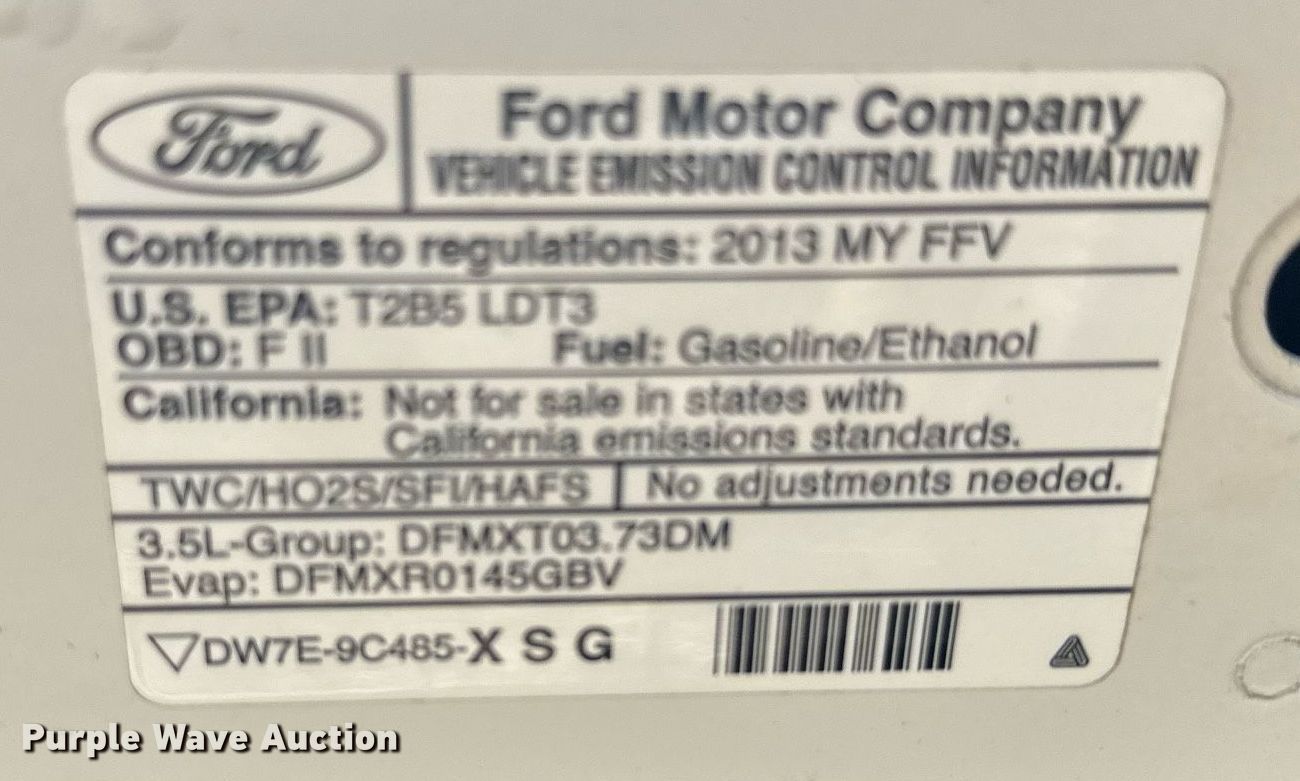 Ford
Ford Motor Company
VEHICLE EMISSION CONTROL INFORMATION
Conforms to regulations: 2013 MY FFV
U.S. EPA: T2B5 LDT3
OBD: F II Fuel: Gasoline/Ethanol
California: Not for sale in states with
California emissions standards.
TWC/HO2S/SFI/HAFS No adjustments needed.
3.5L-Group: DFMXT03.73DM
Evap: DFMXR0145GBV
DW7E-9C485-X S G
Purple Wave Auction